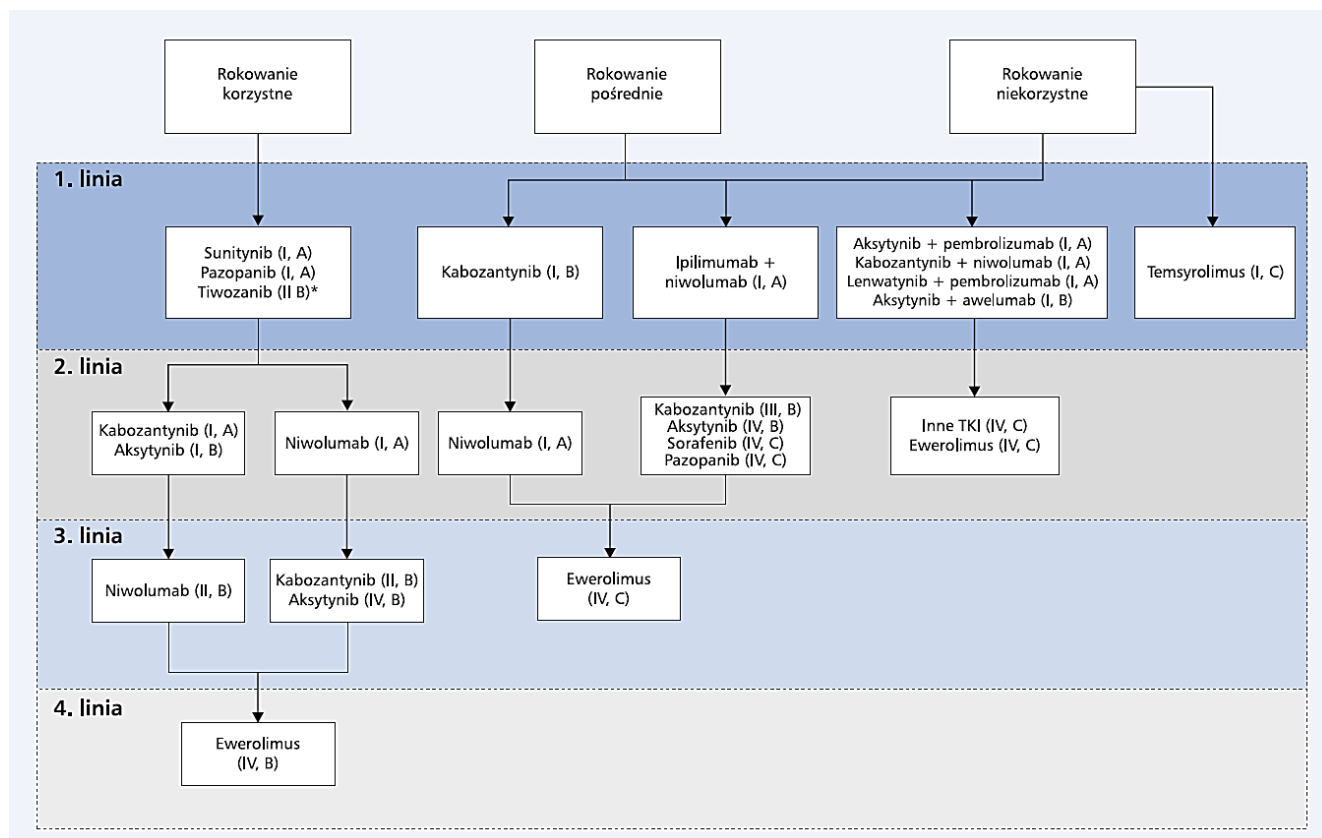 Rokowanie
korzystne
Rokowanie
pośrednie
Rokowanie
niekorzystne
1. linia
Sunitynib (I, A)
Pazopanib (I, A)
Tiwozanib (II B)*
Kabozantynib (I, B)
Ipilimumab +
niwolumab (I, A)
Aksytynib + pembrolizumab (I, A)
Kabozantynib + niwolumab (I, A)
Lenwatynib + pembrolizumab (I, A)
Aksytynib + awelumab (I, B)
Temsyrolimus (I, C)
2. linia
Kabozantynib (I, A)
Aksytynib (I, B)
Niwolumab (I, A)
Niwolumab (I, A)
Kabozantynib (III, B)
Aksytynib (IV, B)
Sorafenib (IV, C)
Pazopanib (IV, C)
Inne TKI (IV, C)
Ewerolimus (IV, C)
3. linia
Niwolumab (II, B)
Kabozantynib (II, B)
Aksytynib (IV, B)
Ewerolimus
(IV, C)
4. linia
Ewerolimus
(IV, B)